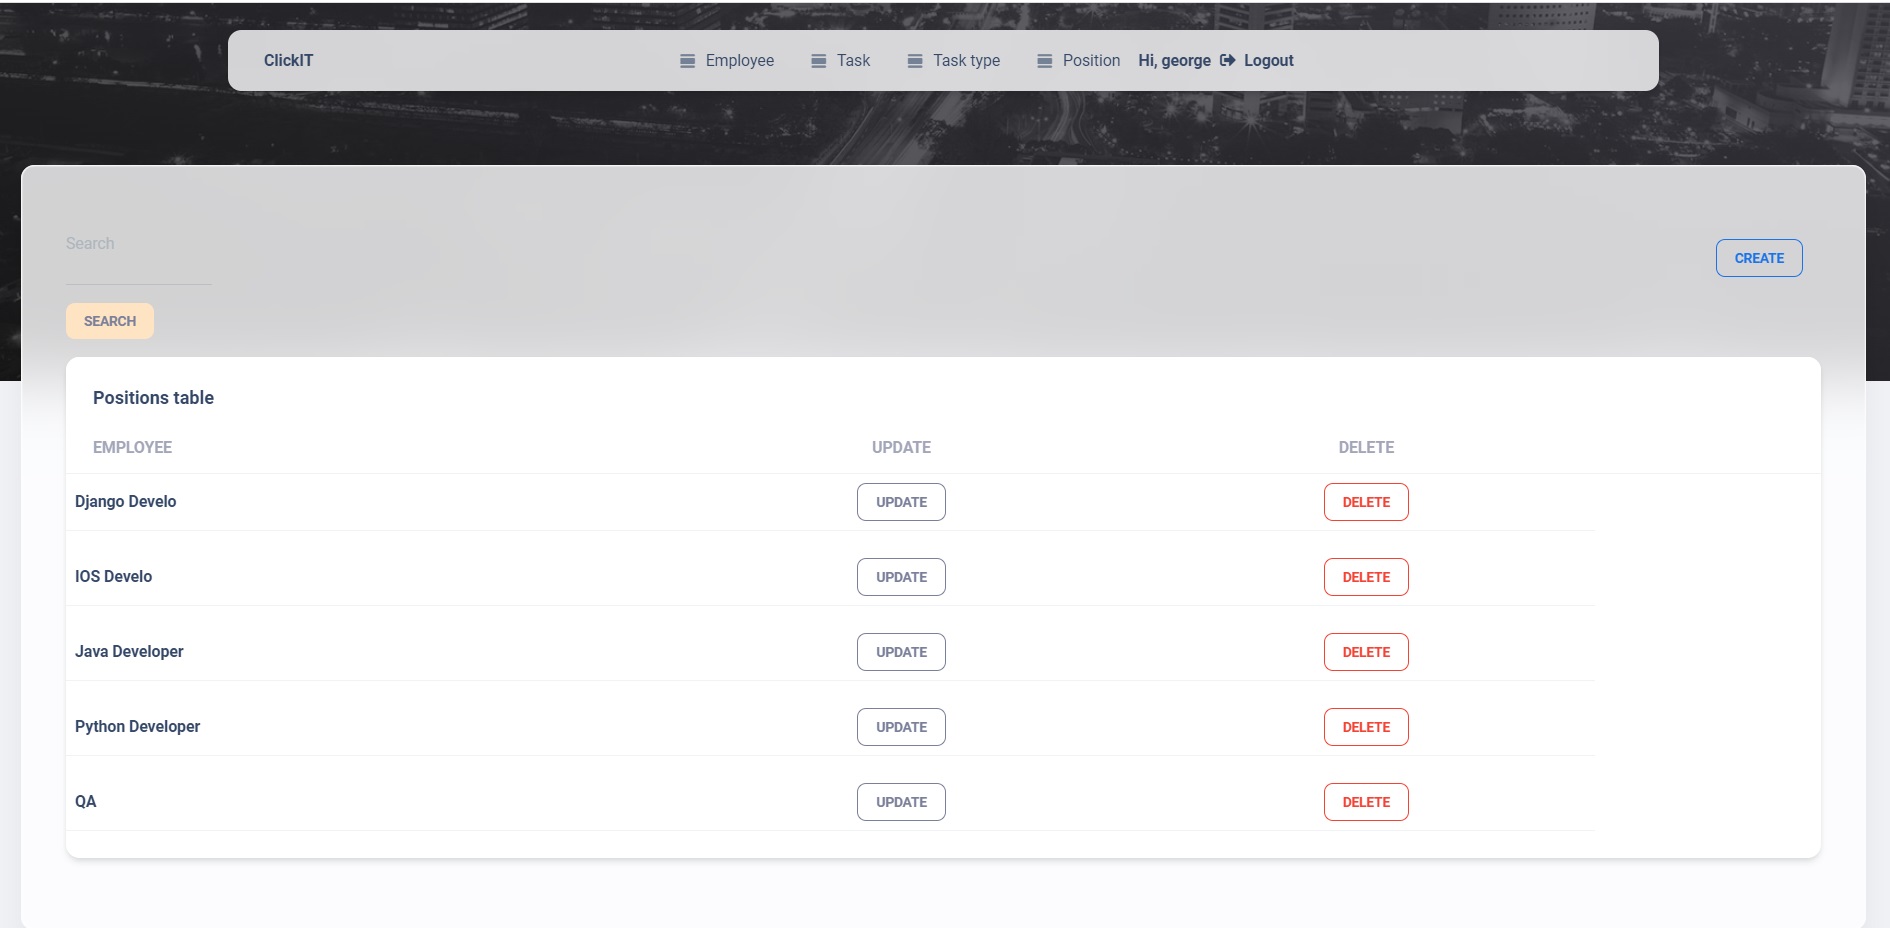 ClickIT Employee Task Task type Position Hi, george Logout
Search
CREATE
SEARCH
Positions table
EMPLOYEE UPDATE DELETE
Django Develo UPDATE DELETE
IOS Develo UPDATE DELETE
Java Developer UPDATE DELETE
Python Developer UPDATE DELETE
QA UPDATE DELETE